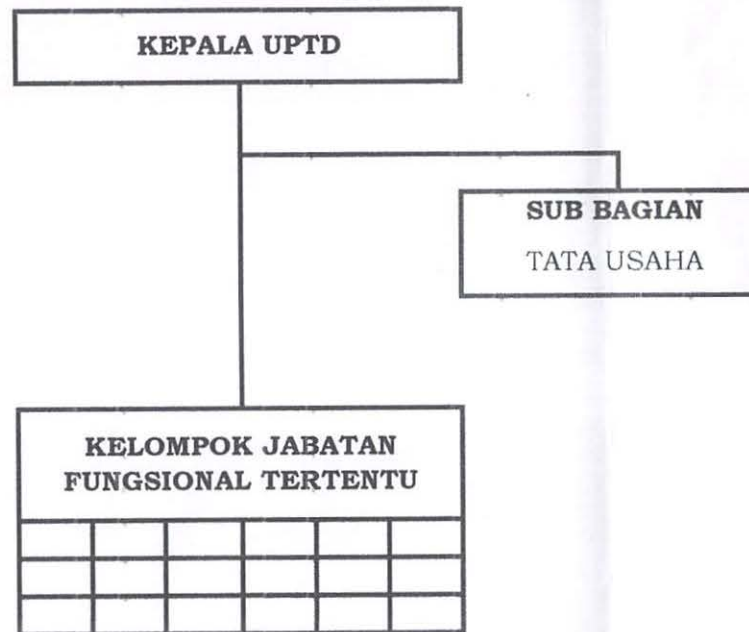 KEPALA UPTD
SUB BAGIAN
TATA USAHA
KELOMPOK JABATAN
FUNGSIONAL TERTENTU